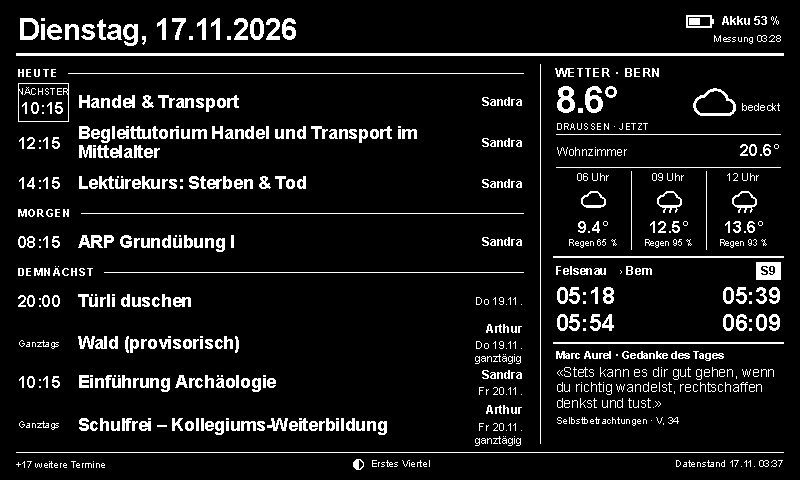 Dienstag, 17.11.2026
Akku 53 %
Messung 03:28
HEUTE
NÄCHSTER
10:15 Handel & Transport Sandra
12:15 Begleittutorium Handel und Transport im
Mittelalter Sandra
14:15 Lektürekurs: Sterben & Tod Sandra
MORGEN
08:15 ARP Grundübung I Sandra
DEMNÄCHST
20:00 Türli duschen Do 19.11.
Arthur
Ganztags Wald (provisorisch) Do 19.11.
ganztägig
Sandra
10:15 Einführung Archäologie Fr 20.11.
Arthur
Ganztags Schulfrei – Kollegiums-Weiterbildung Fr 20.11.
ganztägig
WETTER · BERN
8.6° bedeckt
DRAUSSEN · JETZT
Wohnzimmer 20.6°
06 Uhr 09 Uhr 12 Uhr
9.4° 12.5° 13.6°
Regen 65 % Regen 95 % Regen 93 %
Felsenau › Bern S9
05:18 05:39
05:54 06:09
Marc Aurel · Gedanke des Tages
«Stets kann es dir gut gehen, wenn
du richtig wandelst, rechtschaffen
denkst und tust.»
Selbstbetrachtungen · V, 34
+17 weitere Termine
Erstes Viertel
Datenstand 17.11. 03:37